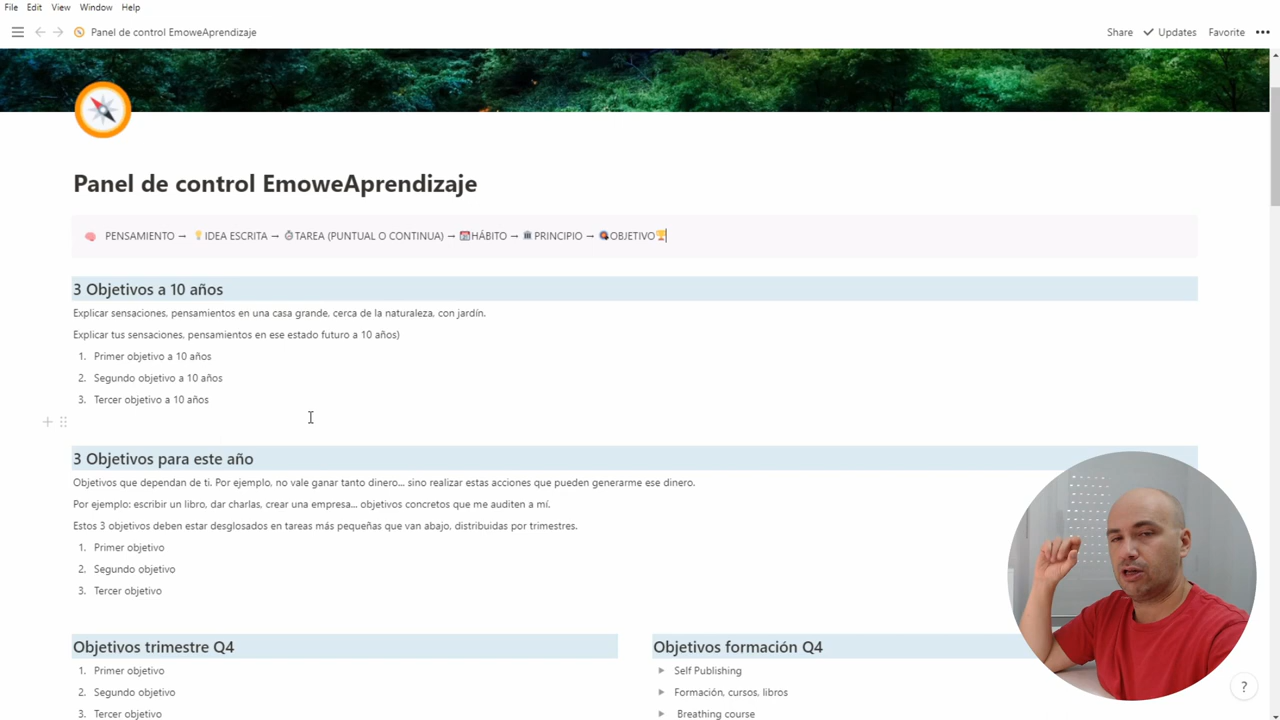 File Edit View Window Help
Panel de control EmoweAprendizaje
Share Updates Favorite
Panel de control EmoweAprendizaje
PENSAMIENTO → IDEA ESCRITA → TAREA (PUNTUAL O CONTINUA) → HÁBITO → PRINCIPIO → OBJETIVO
3 Objetivos a 10 años
Explicar sensaciones, pensamientos en una casa grande, cerca de la naturaleza, con jardín.
Explicar tus sensaciones, pensamientos en ese estado futuro a 10 años)
1. Primer objetivo a 10 años
2. Segundo objetivo a 10 años
3. Tercer objetivo a 10 años
3 Objetivos para este año
Objetivos que dependan de ti. Por ejemplo, no vale ganar tanto dinero... sino realizar estas acciones que pueden generarme ese dinero.
Por ejemplo: escribir un libro, dar charlas, crear una empresa... objetivos concretos que me auditen a mí.
Estos 3 objetivos deben estar desglosados en tareas más pequeñas que van abajo, distribuidas por trimestres.
1. Primer objetivo
2. Segundo objetivo
3. Tercer objetivo
Objetivos trimestre Q4
1. Primer objetivo
2. Segundo objetivo
3. Tercer objetivo
Objetivos formación Q4
Self Publishing
Formación, cursos, libros
Breathing course
?